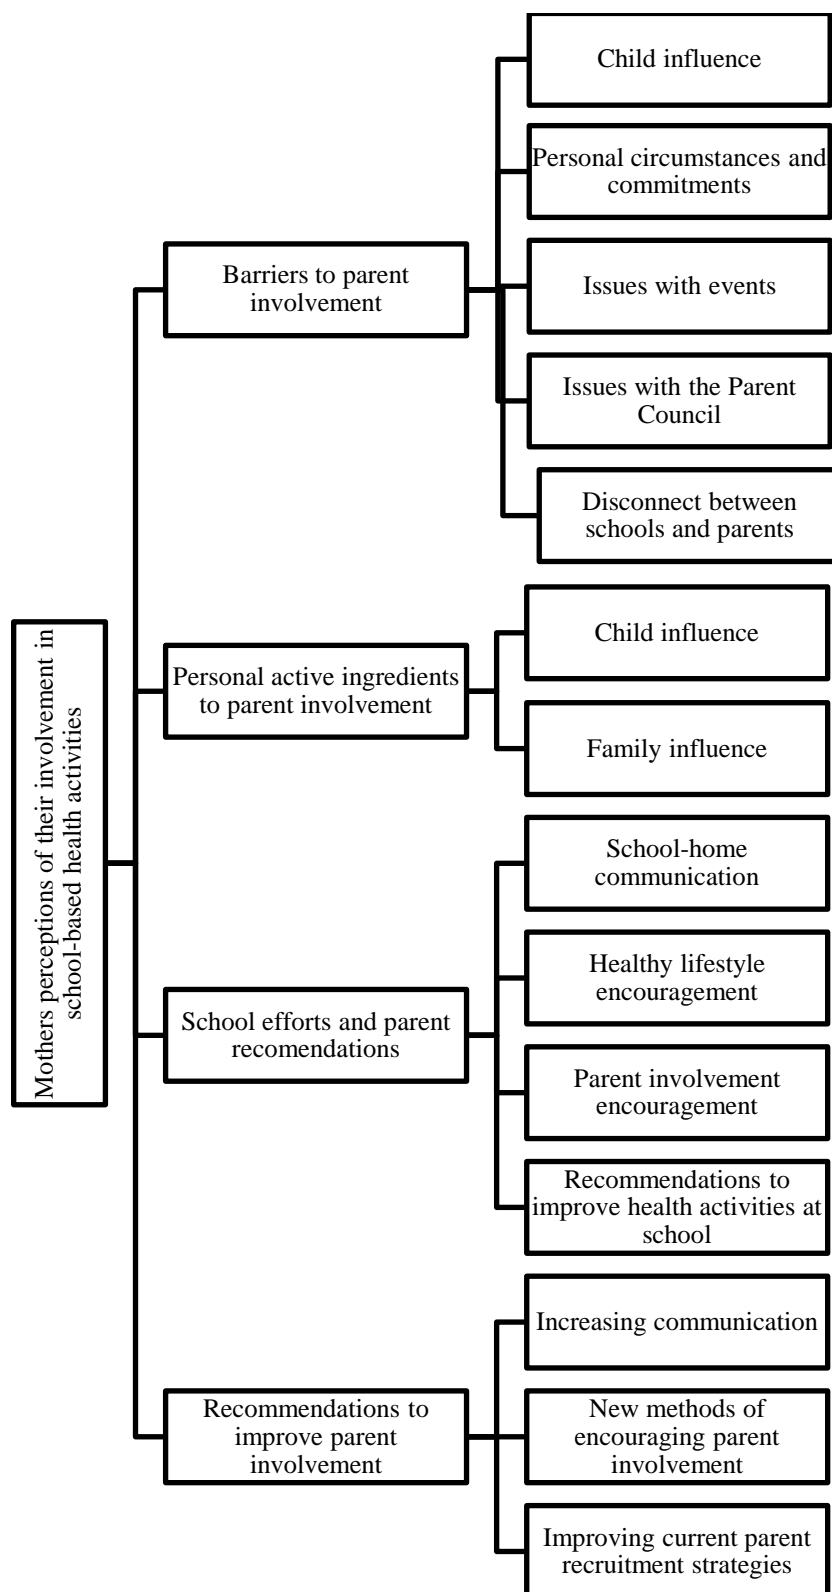 Mothers perceptions of their involvement in
school-based health activities
Barriers to parent
involvement
Child influence
Personal circumstances and
commitments
Issues with events
Issues with the Parent
Council
Disconnect between
schools and parents
Personal active ingredients
to parent involvement
Child influence
Family influence
School efforts and parent
recomendations
School-home
communication
Healthy lifestyle
encouragement
Parent involvement
encouragement
Recommendations to
improve health activities at
school
Recommendations to
improve parent
involvement
Increasing communication
New methods of
encouraging parent
involvement
Improving current parent
recruitment strategies